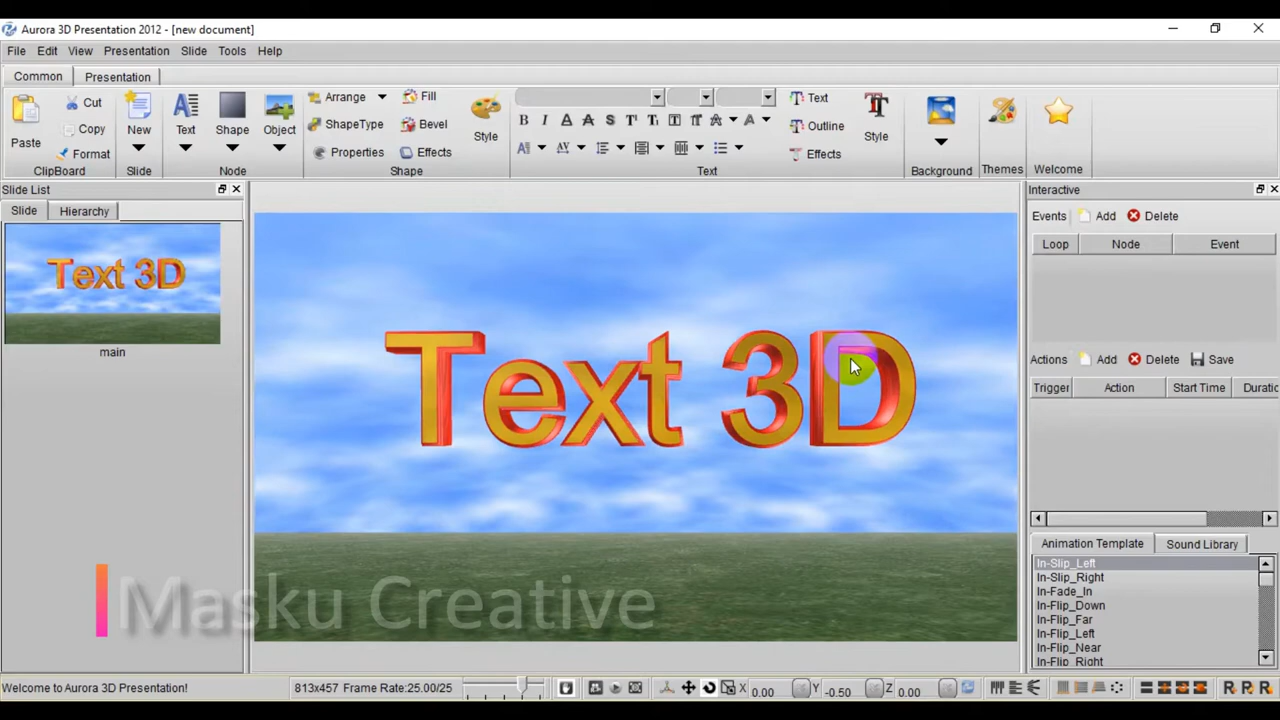 Aurora 3D Presentation 2012 - [new document]
File Edit View Presentation Slide Tools Help
Common Presentation
Paste Cut Copy Format ClipBoard
New Slide
Text Shape Object Node
Arrange ShapeType Properties Fill Bevel Effects Style Shape
B I A A S T T T T A A
Text Outline Effects Style Text
Background Themes Welcome
Slide List
Slide Hierarchy
Text 3D
main
Text 3D
Masku Creative
Interactive
Events Add Delete
Loop Node Event
Actions Add Delete Save
Trigger Action Start Time Duratio
Animation Template Sound Library
In-Slip_Left
In-Slip_Right
In-Fade_In
In-Flip_Down
In-Flip_Far
In-Flip_Left
In-Flip_Near
In-Flip_Right
Welcome to Aurora 3D Presentation! 813x457 Frame Rate:25.00/25 X 0.00 Y -0.50 Z 0.00 R R R